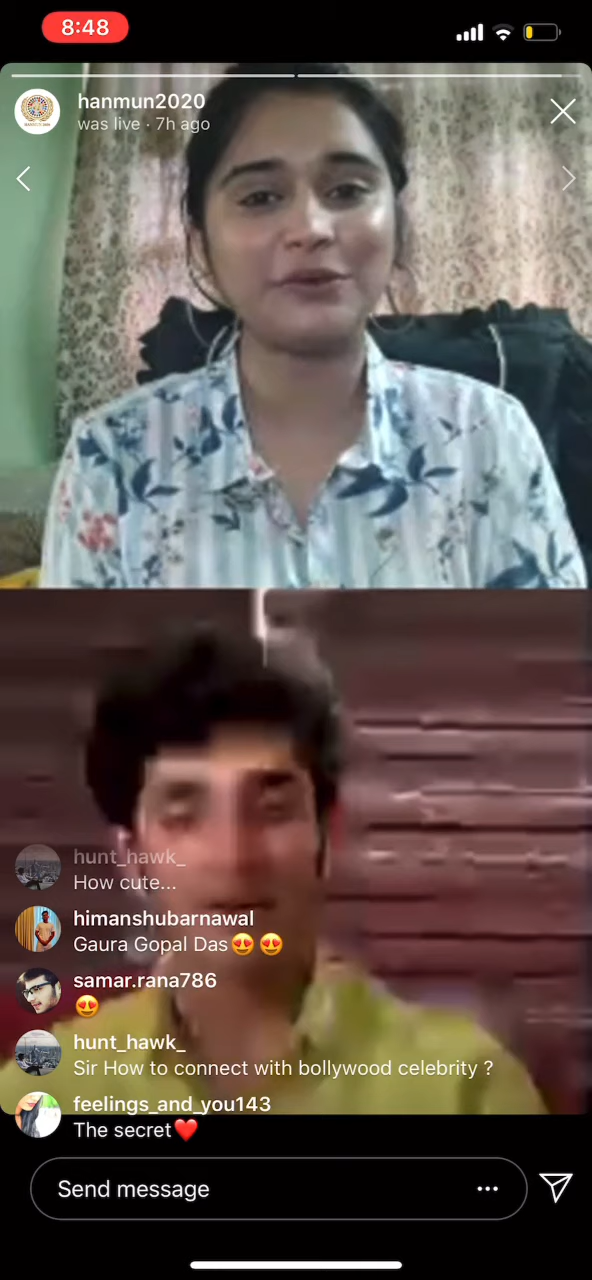 8:48
hanmun2020
was live · 7h ago
hunt_hawk_
How cute...
himanshubarnawal
Gaura Gopal Das😍😍
samar.rana786
😍
hunt_hawk_
Sir How to connect with bollywood celebrity ?
feelings_and_you143
The secret❤️
Send message